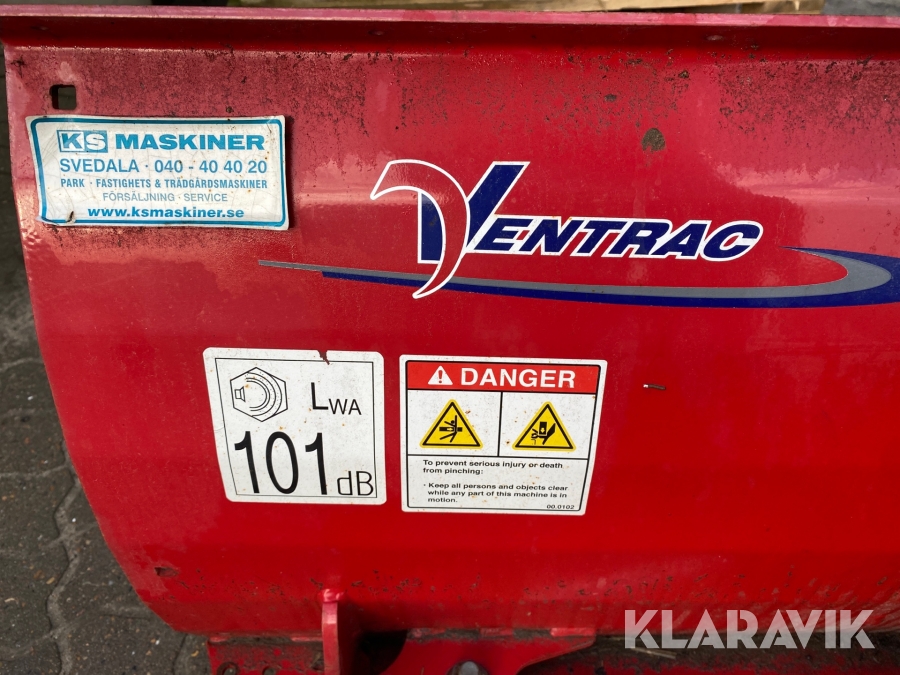 KS MASKINER
SVEDALA · 040 - 40 40 20
PARK · FASTIGHETS & TRÄDGÅRDSMASKINER
FÖRSÄLJNING · SERVICE
www.ksmaskiner.se
VENTRAC
LWA
101 dB
DANGER
To prevent serious injury or death
from pinching:
· Keep all persons and objects clear
while any part of this machine is in
motion.
00.0102
KLARAVIK